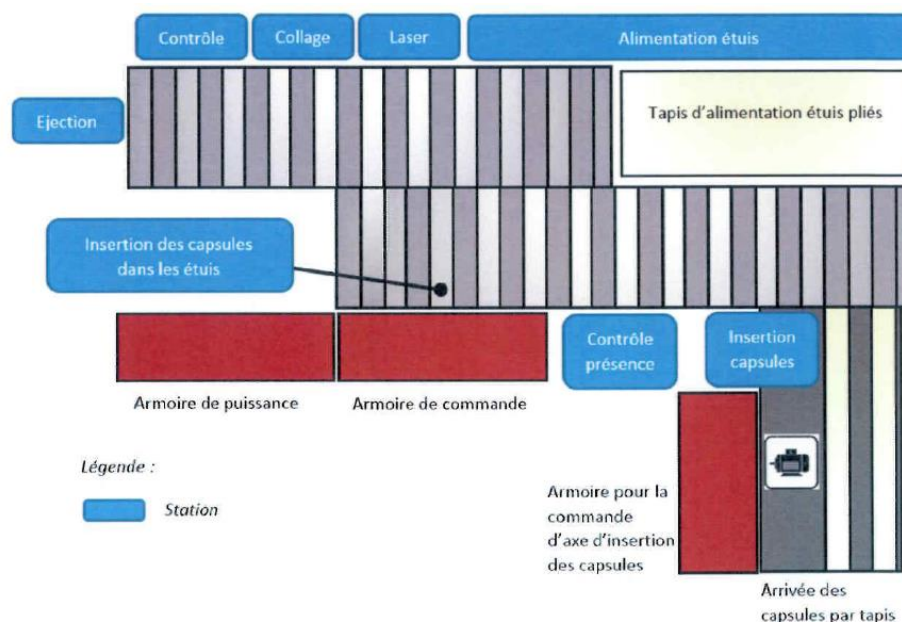 Contrôle
Collage
Laser
Alimentation étuis
Ejection
Tapis d'alimentation étuis pliés
Insertion des capsules
dans les étuis
Contrôle
présence
Insertion
capsules
Armoire de puissance
Armoire de commande
Légende :
Station
Armoire pour la
commande
d'axe d'insertion
des capsules
Arrivée des
capsules par tapis